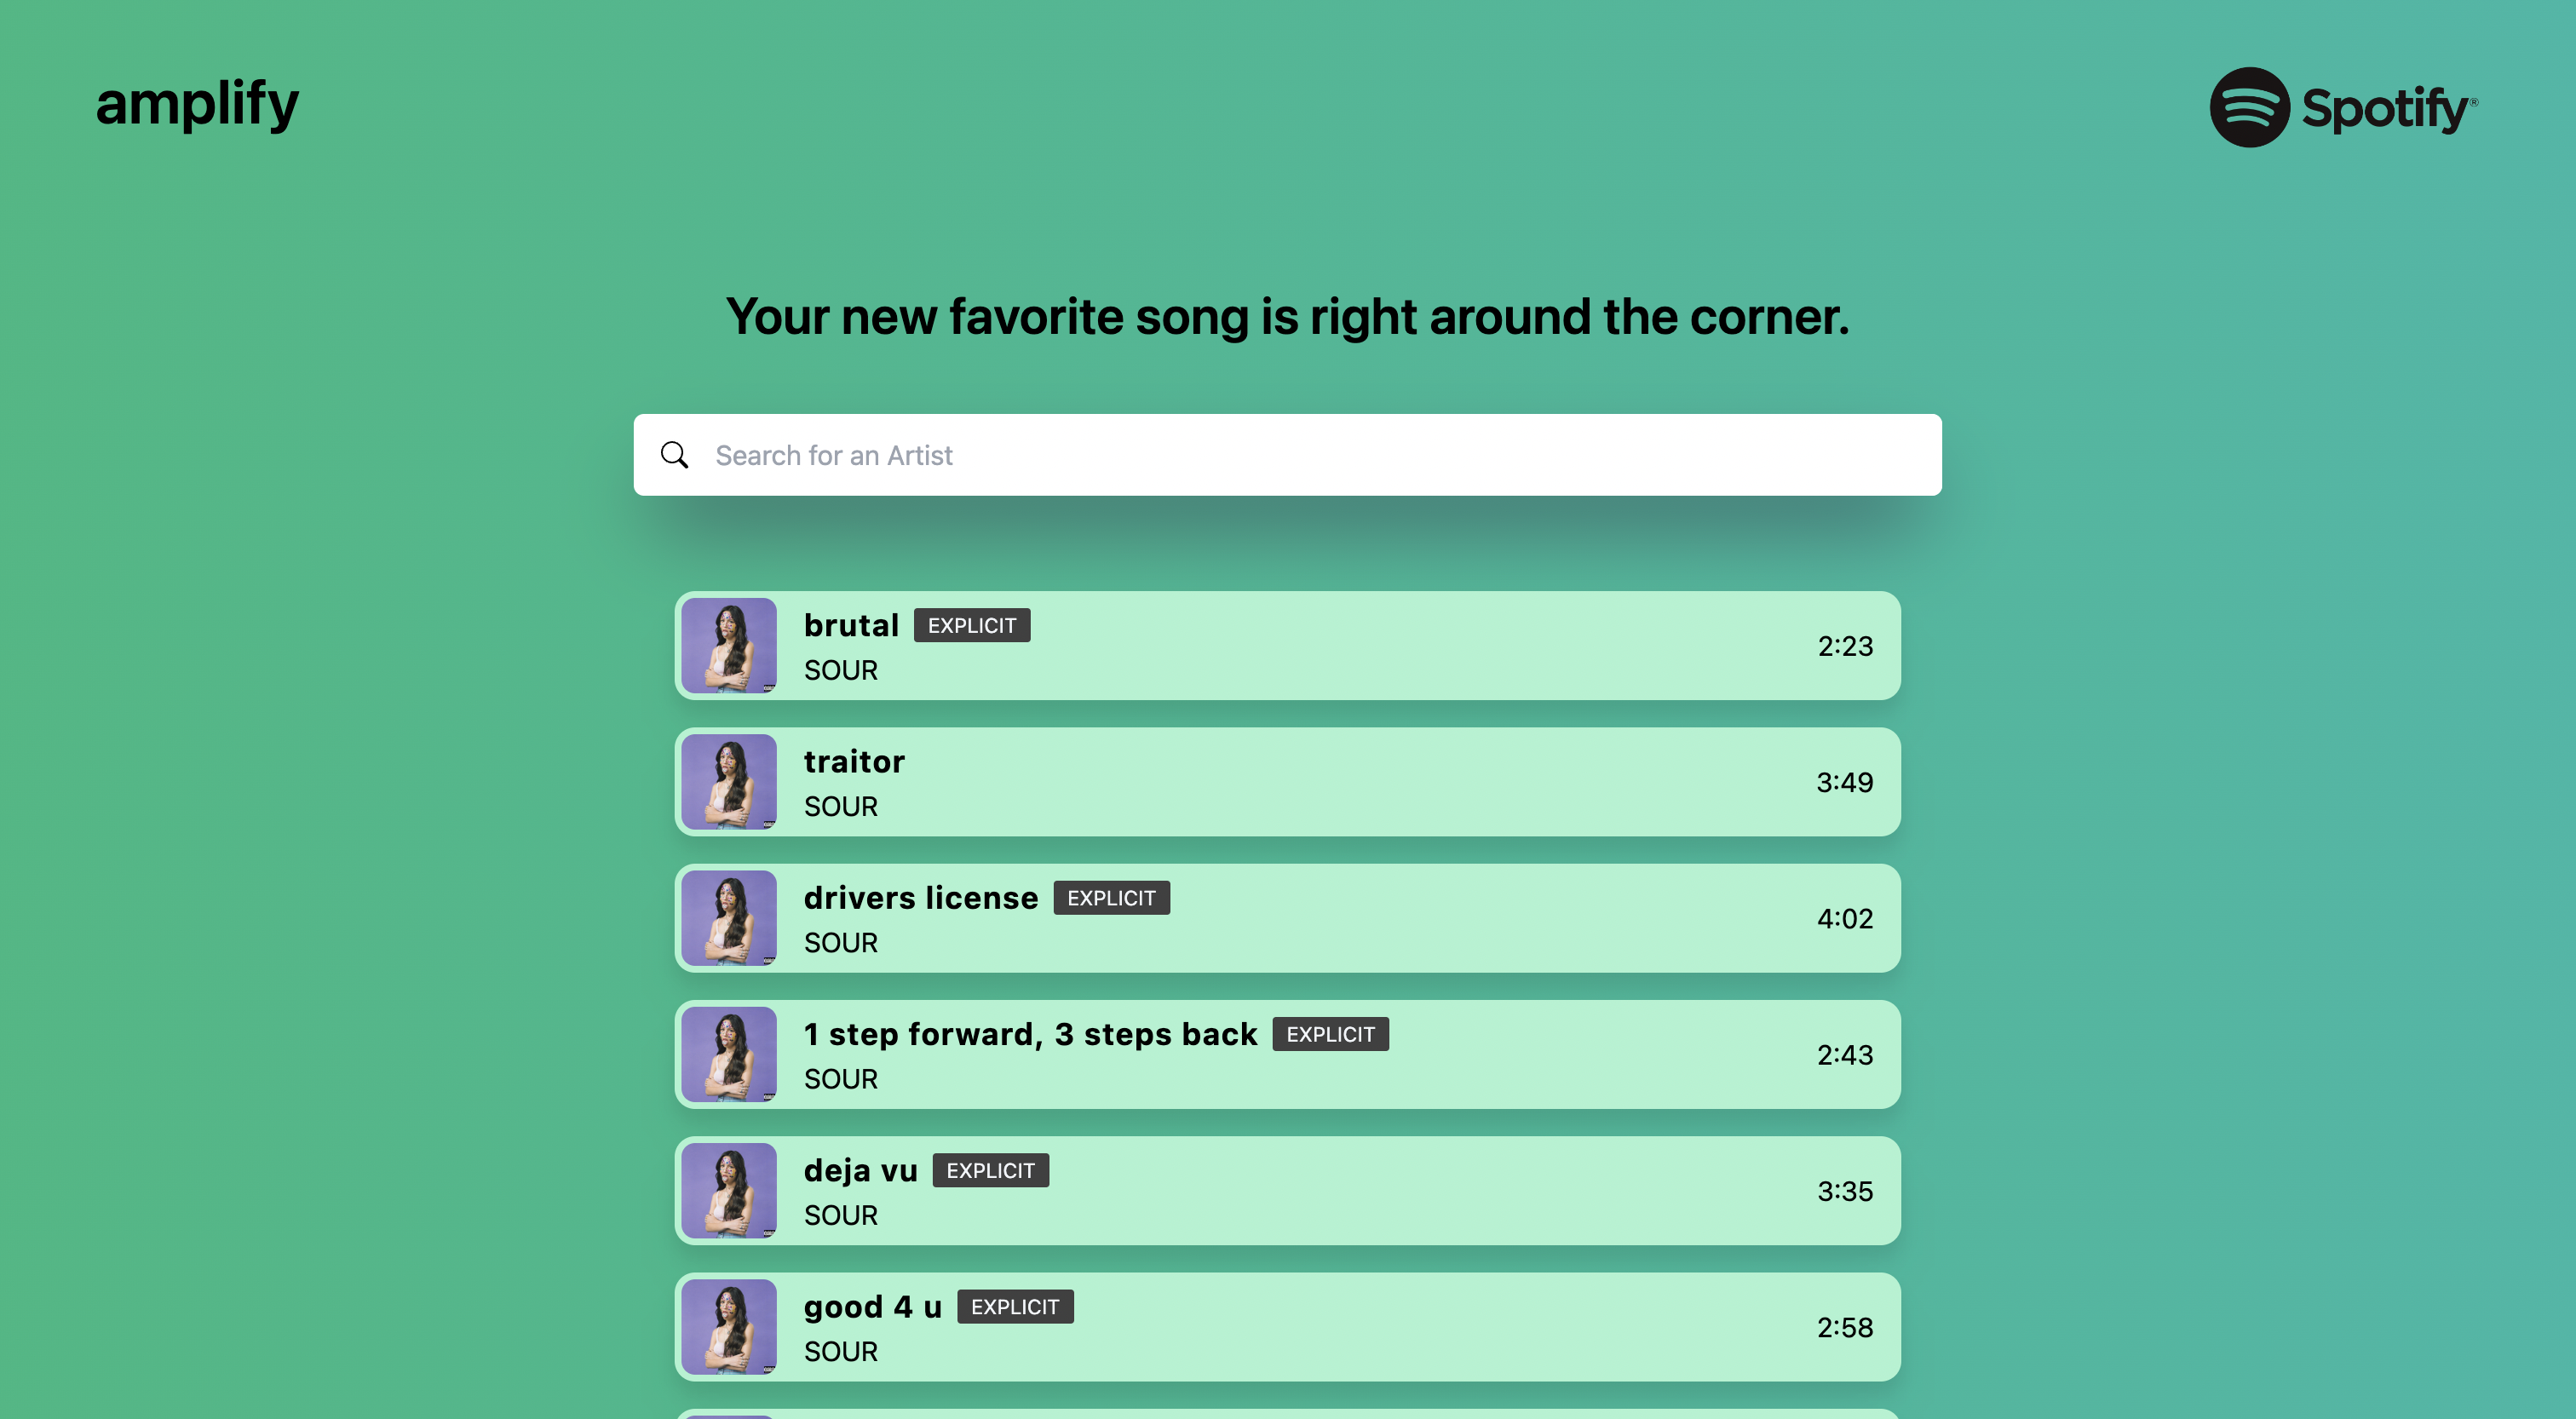 amplify
Spotify®
Your new favorite song is right around the corner.
Search for an Artist
brutal EXPLICIT
SOUR
2:23
traitor
SOUR
3:49
drivers license EXPLICIT
SOUR
4:02
1 step forward, 3 steps back EXPLICIT
SOUR
2:43
deja vu EXPLICIT
SOUR
3:35
good 4 u EXPLICIT
SOUR
2:58